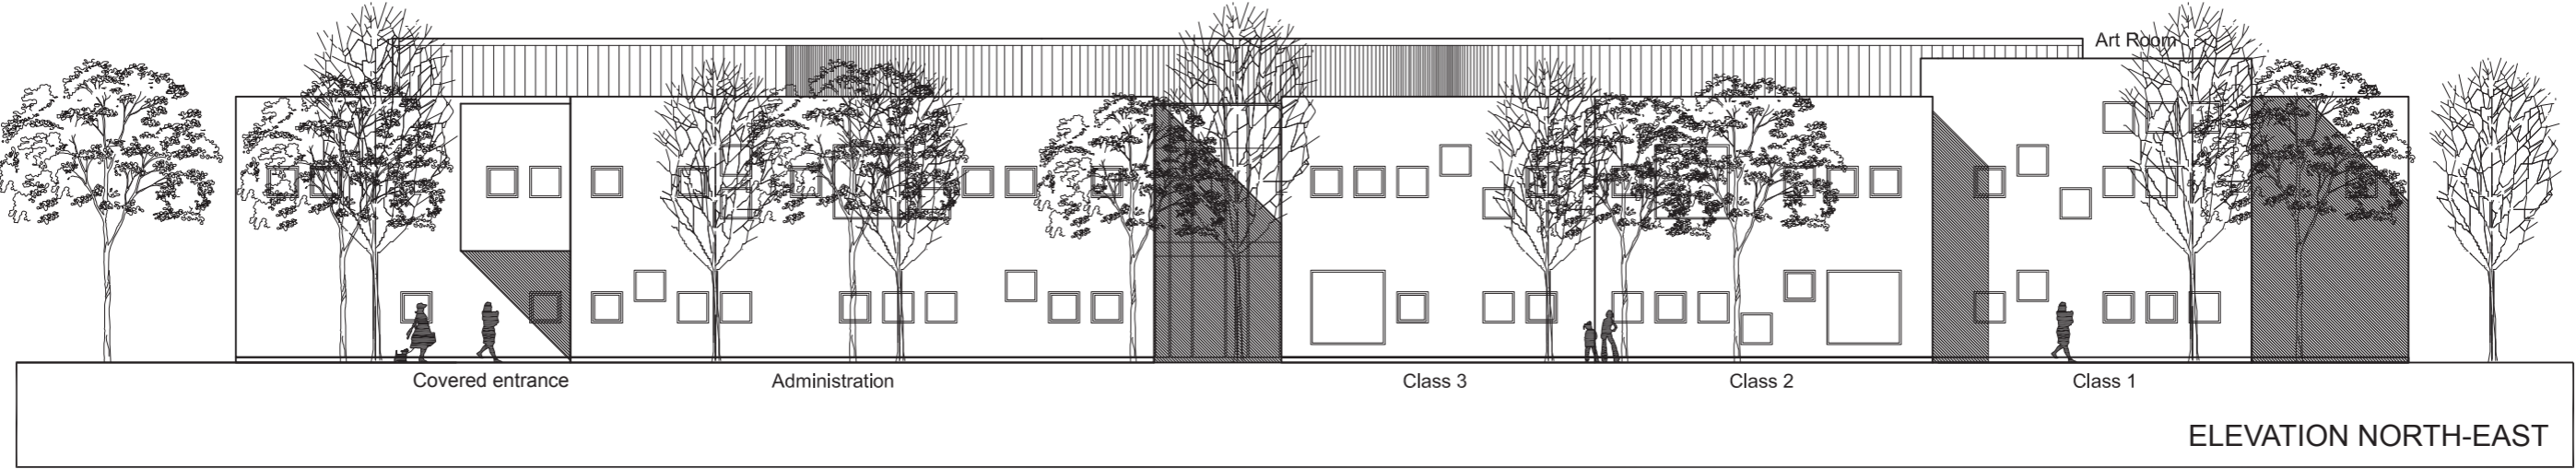 Art Room
Covered entrance
Administration
Class 3
Class 2
Class 1
ELEVATION NORTH-EAST